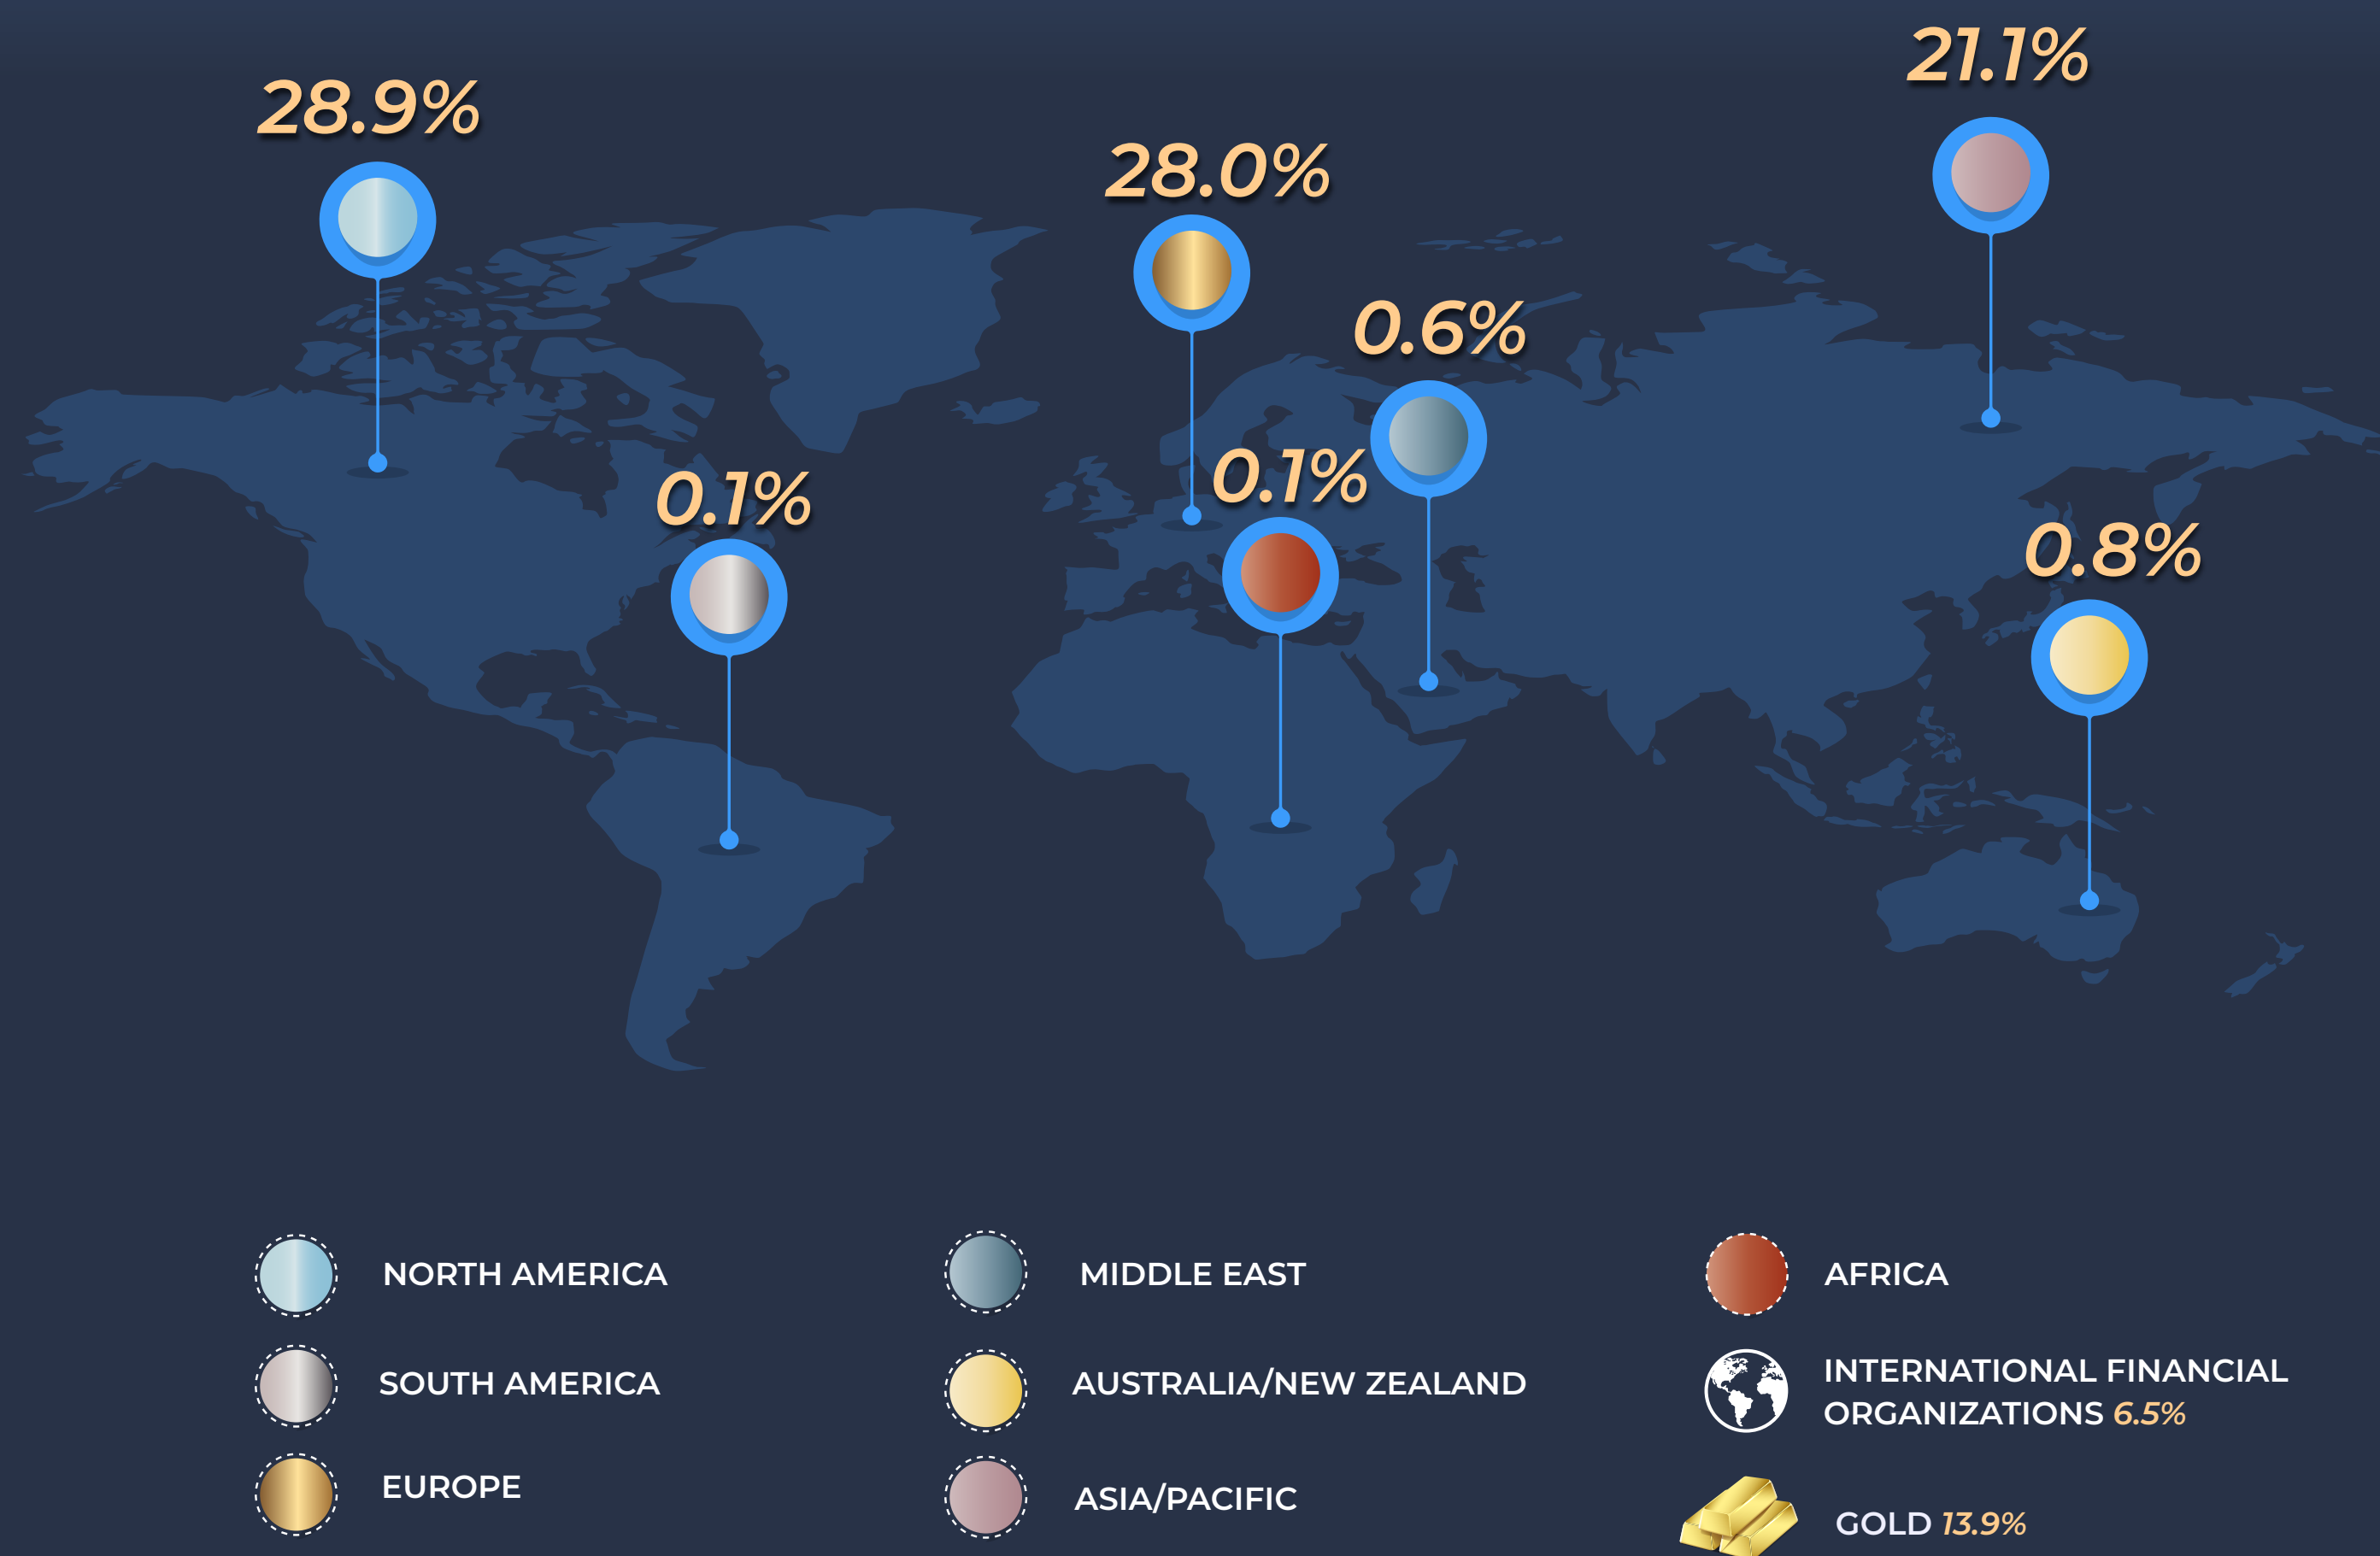 21.1%
28.9%
28.0%
0.6%
0.1%
0.1%
0.8%
NORTH AMERICA
SOUTH AMERICA
EUROPE
MIDDLE EAST
AUSTRALIA/NEW ZEALAND
ASIA/PACIFIC
AFRICA
INTERNATIONAL FINANCIAL
ORGANIZATIONS 6.5%
GOLD 13.9%